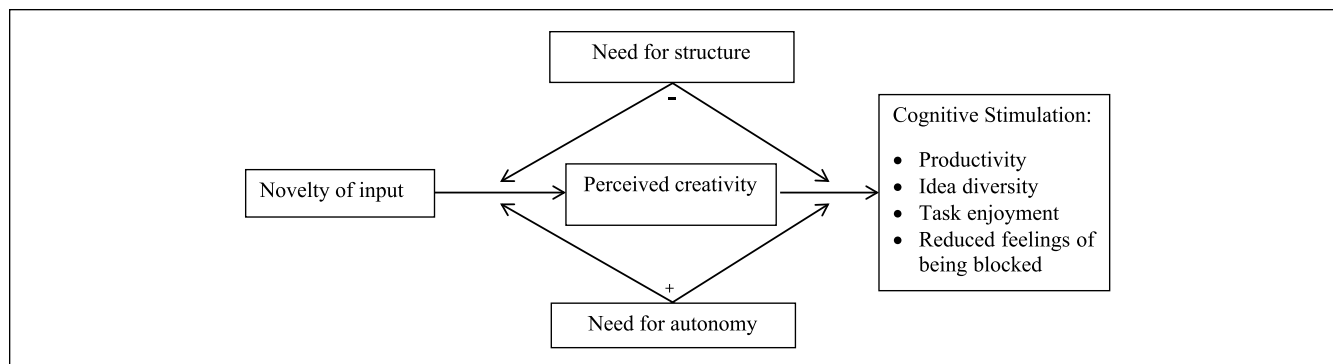 Need for structure
-
Cognitive Stimulation:
• Productivity
• Idea diversity
• Task enjoyment
• Reduced feelings of
being blocked
Novelty of input
Perceived creativity
+
Need for autonomy